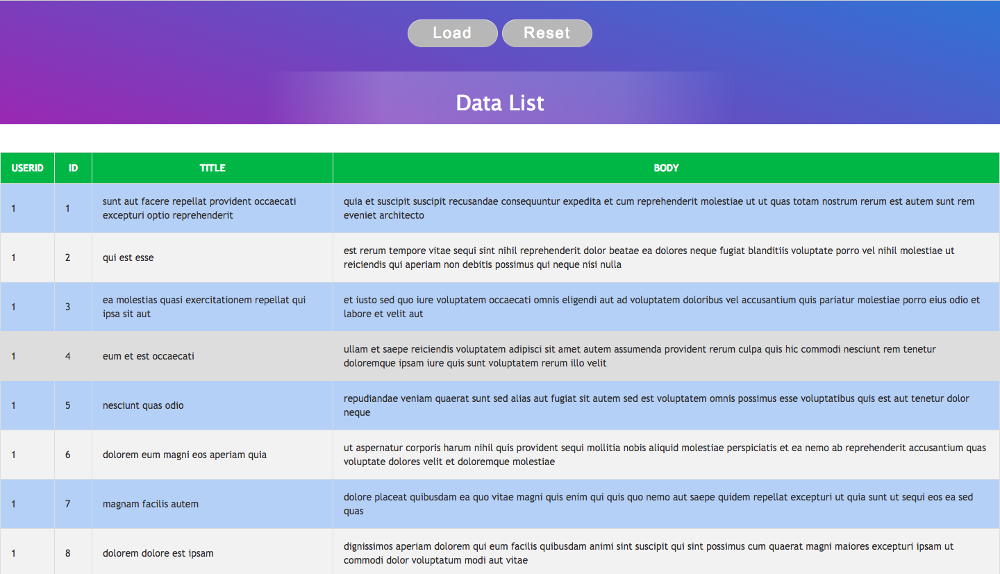 Load Reset
Data List
USERID ID TITLE BODY
1 1 sunt aut facere repellat provident occaecati excepturi optio reprehenderit quia et suscipit suscipit recusandae consequuntur expedita et cum reprehenderit molestiae ut ut quas totam nostrum rerum est autem sunt rem eveniet architecto
1 2 qui est esse est rerum tempore vitae sequi sint nihil reprehenderit dolor beatae ea dolores neque fugiat blanditiis voluptate porro vel nihil molestiae ut reiciendis qui aperiam non debitis possimus qui neque nisi nulla
1 3 ea molestias quasi exercitationem repellat qui ipsa sit aut et iusto sed quo iure voluptatem occaecati omnis eligendi aut ad voluptatem doloribus vel accusantium quis pariatur molestiae porro eius odio et labore et velit aut
1 4 eum et est occaecati ullam et saepe reiciendis voluptatem adipisci sit amet autem assumenda provident rerum culpa quis hic commodi nesciunt rem tenetur doloremque ipsam iure quis sunt voluptatem rerum illo velit
1 5 nesciunt quas odio repudiandae veniam quaerat sunt sed alias aut fugiat sit autem sed est voluptatem omnis possimus esse voluptatibus quis est aut tenetur dolor neque
1 6 dolorem eum magni eos aperiam quia ut aspernatur corporis harum nihil quis provident sequi mollitia nobis aliquid molestiae perspiciatis et ea nemo ab reprehenderit accusantium quas voluptate dolores velit et doloremque molestiae
1 7 magnam facilis autem dolore placeat quibusdam ea quo vitae magni quis enim qui quis quo nemo aut saepe quidem repellat excepturi ut quia sunt ut sequi eos ea sed quas
1 8 dolorem dolore est ipsam dignissimos aperiam dolorem qui eum facilis quibusdam animi sint suscipit qui sint possimus cum quaerat magni maiores excepturi ipsam ut commodi dolor voluptatum modi aut vitae